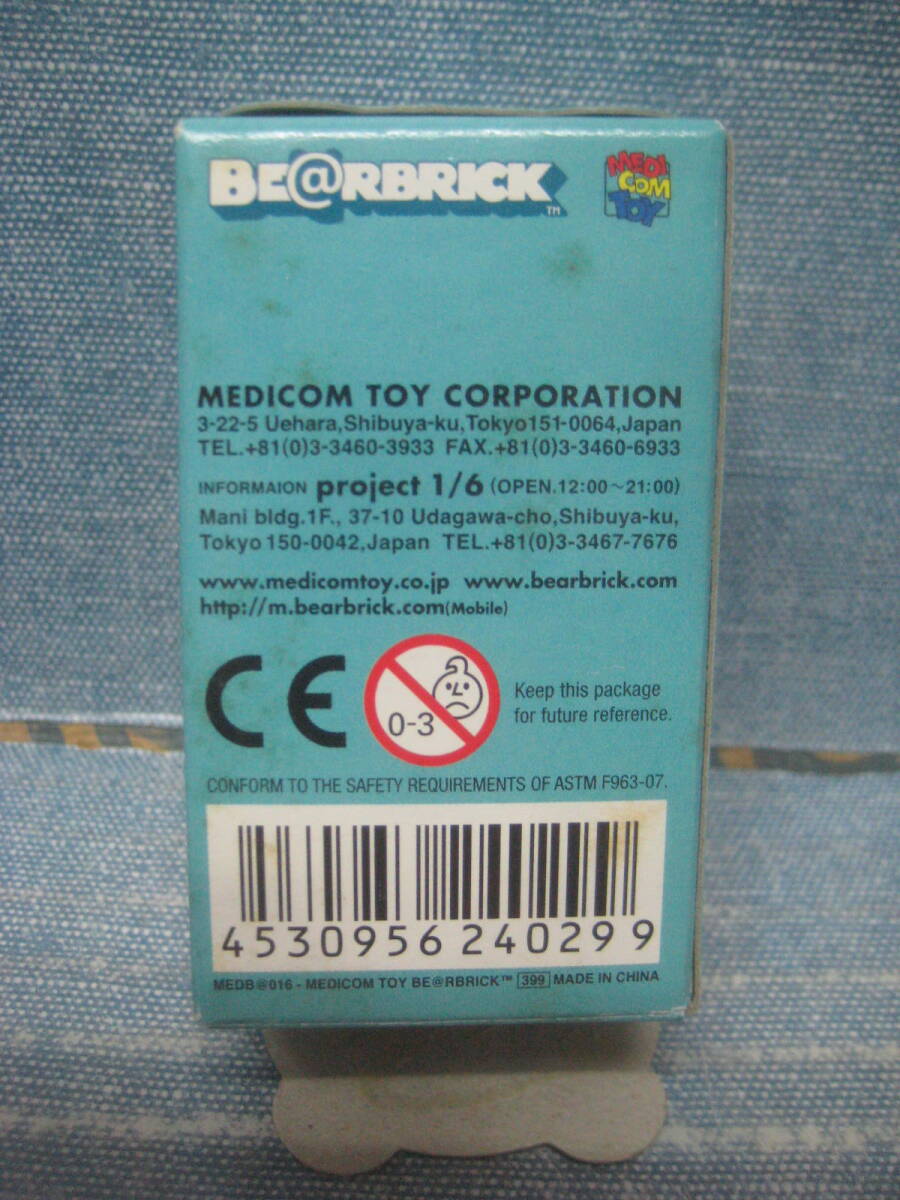 BE@RBRICK™
MEDI
COM
TOY
MEDICOM TOY CORPORATION
3-22-5 Uehara,Shibuya-ku,Tokyo151-0064,Japan
TEL.+81(0)3-3460-3933 FAX.+81(0)3-3460-6933
INFORMAION project 1/6 (OPEN.12:00~21:00)
Mani bldg.1F., 37-10 Udagawa-cho,Shibuya-ku,
Tokyo 150-0042,Japan TEL.+81(0)3-3467-7676
www.medicomtoy.co.jp www.bearbrick.com
http://m.bearbrick.com(Mobile)
CE
0-3
Keep this package
for future reference.
CONFORM TO THE SAFETY REQUIREMENTS OF ASTM F963-07.
4530956240299
MEDB@016 - MEDICOM TOY BE@RBRICK™ 399 MADE IN CHINA